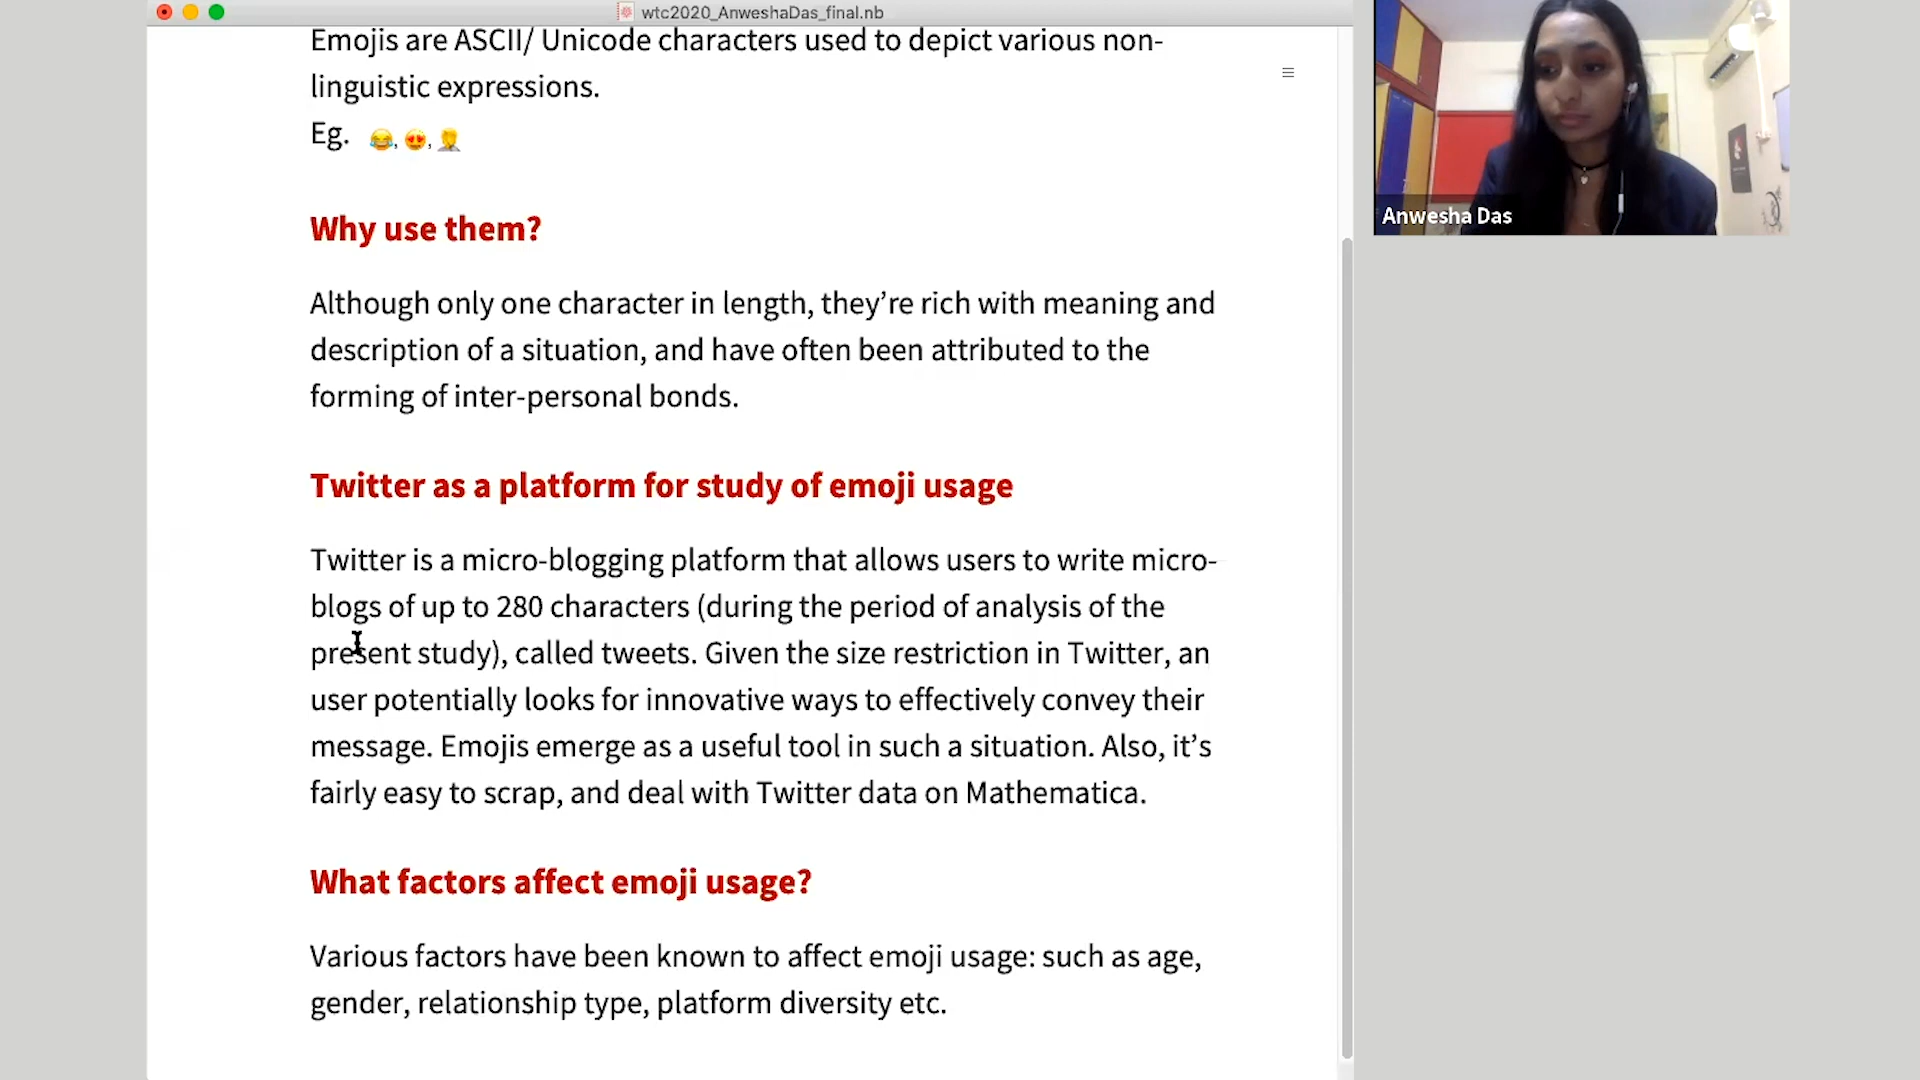 wtc2020_AnweshaDas_final.nb
Emojis are ASCII/ Unicode characters used to depict various non-
linguistic expressions.
Eg. 😂, 😍, 🤦
Why use them?
Although only one character in length, they’re rich with meaning and
description of a situation, and have often been attributed to the
forming of inter-personal bonds.
Twitter as a platform for study of emoji usage
Twitter is a micro-blogging platform that allows users to write micro-
blogs of up to 280 characters (during the period of analysis of the
present study), called tweets. Given the size restriction in Twitter, an
user potentially looks for innovative ways to effectively convey their
message. Emojis emerge as a useful tool in such a situation. Also, it’s
fairly easy to scrap, and deal with Twitter data on Mathematica.
What factors affect emoji usage?
Various factors have been known to affect emoji usage: such as age,
gender, relationship type, platform diversity etc.
Anwesha Das